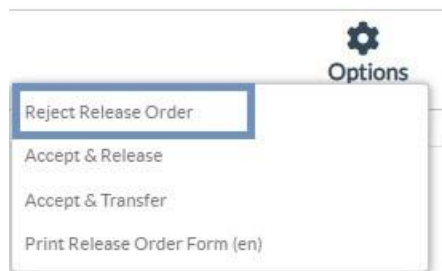 Options
Reject Release Order
Accept & Release
Accept & Transfer
Print Release Order Form (en)